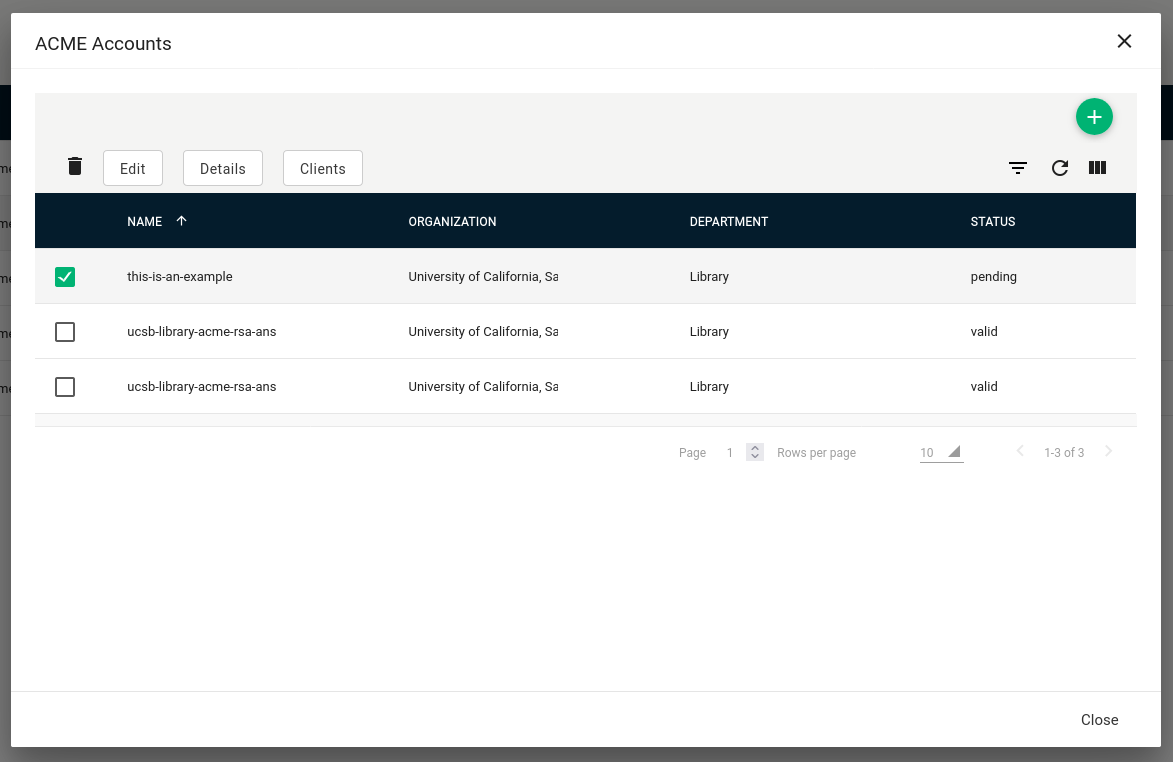 ACME Accounts
Edit Details Clients
NAME ORGANIZATION DEPARTMENT STATUS
this-is-an-example University of California, Sa Library pending
ucsb-library-acme-rsa-ans University of California, Sa Library valid
ucsb-library-acme-rsa-ans University of California, Sa Library valid
Page 1 Rows per page 10 1-3 of 3
Close